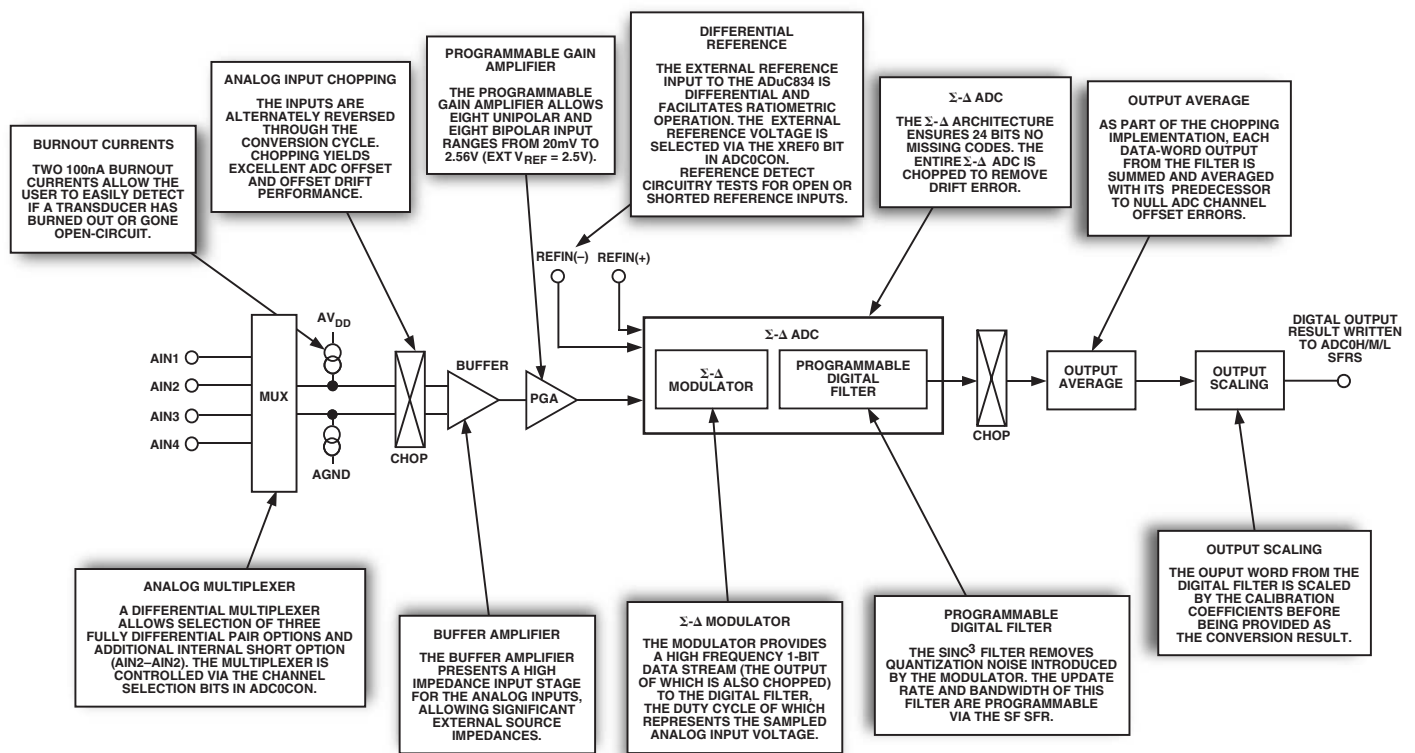 BURNOUT CURRENTS
TWO 100nA BURNOUT
CURRENTS ALLOW THE
USER TO EASILY DETECT
IF A TRANSDUCER HAS
BURNED OUT OR GONE
OPEN-CIRCUIT.
ANALOG INPUT CHOPPING
THE INPUTS ARE
ALTERNATELY REVERSED
THROUGH THE
CONVERSION CYCLE.
CHOPPING YIELDS
EXCELLENT ADC OFFSET
AND OFFSET DRIFT
PERFORMANCE.
PROGRAMMABLE GAIN
AMPLIFIER
THE PROGRAMMABLE
GAIN AMPLIFIER ALLOWS
EIGHT UNIPOLAR AND
EIGHT BIPOLAR INPUT
RANGES FROM 20mV TO
2.56V (EXT VREF = 2.5V).
DIFFERENTIAL
REFERENCE
THE EXTERNAL REFERENCE
INPUT TO THE ADuC834 IS
DIFFERENTIAL AND
FACILITATES RATIOMETRIC
OPERATION. THE EXTERNAL
REFERENCE VOLTAGE IS
SELECTED VIA THE XREF0 BIT
IN ADC0CON.
REFERENCE DETECT
CIRCUITRY TESTS FOR OPEN OR
SHORTED REFERENCE INPUTS.
Σ-Δ ADC
THE Σ-Δ ARCHITECTURE
ENSURES 24 BITS NO
MISSING CODES. THE
ENTIRE Σ-Δ ADC IS
CHOPPED TO REMOVE
DRIFT ERROR.
OUTPUT AVERAGE
AS PART OF THE CHOPPING
IMPLEMENTATION, EACH
DATA-WORD OUTPUT
FROM THE FILTER IS
SUMMED AND AVERAGED
WITH ITS PREDECESSOR
TO NULL ADC CHANNEL
OFFSET ERRORS.
REFIN(–) REFIN(+)
AIN1
AIN2
AIN3
AIN4
MUX
AVDD
AGND
CHOP
BUFFER
PGA
Σ-Δ ADC
Σ-Δ
MODULATOR
PROGRAMMABLE
DIGITAL
FILTER
CHOP
OUTPUT
AVERAGE
OUTPUT
SCALING
DIGTAL OUTPUT
RESULT WRITTEN
TO ADC0H/M/L
SFRS
ANALOG MULTIPLEXER
A DIFFERENTIAL MULTIPLEXER
ALLOWS SELECTION OF THREE
FULLY DIFFERENTIAL PAIR OPTIONS AND
ADDITIONAL INTERNAL SHORT OPTION
(AIN2–AIN2). THE MULTIPLEXER IS
CONTROLLED VIA THE CHANNEL
SELECTION BITS IN ADC0CON.
BUFFER AMPLIFIER
THE BUFFER AMPLIFIER
PRESENTS A HIGH
IMPEDANCE INPUT STAGE
FOR THE ANALOG INPUTS,
ALLOWING SIGNIFICANT
EXTERNAL SOURCE
IMPEDANCES.
Σ-Δ MODULATOR
THE MODULATOR PROVIDES
A HIGH FREQUENCY 1-BIT
DATA STREAM (THE OUTPUT
OF WHICH IS ALSO CHOPPED)
TO THE DIGITAL FILTER,
THE DUTY CYCLE OF WHICH
REPRESENTS THE SAMPLED
ANALOG INPUT VOLTAGE.
PROGRAMMABLE
DIGITAL FILTER
THE SINC3 FILTER REMOVES
QUANTIZATION NOISE INTRODUCED
BY THE MODULATOR. THE UPDATE
RATE AND BANDWIDTH OF THIS
FILTER ARE PROGRAMMABLE
VIA THE SF SFR.
OUTPUT SCALING
THE OUPUT WORD FROM THE
DIGITAL FILTER IS SCALED
BY THE CALIBRATION
COEFFICIENTS BEFORE
BEING PROVIDED AS
THE CONVERSION RESULT.